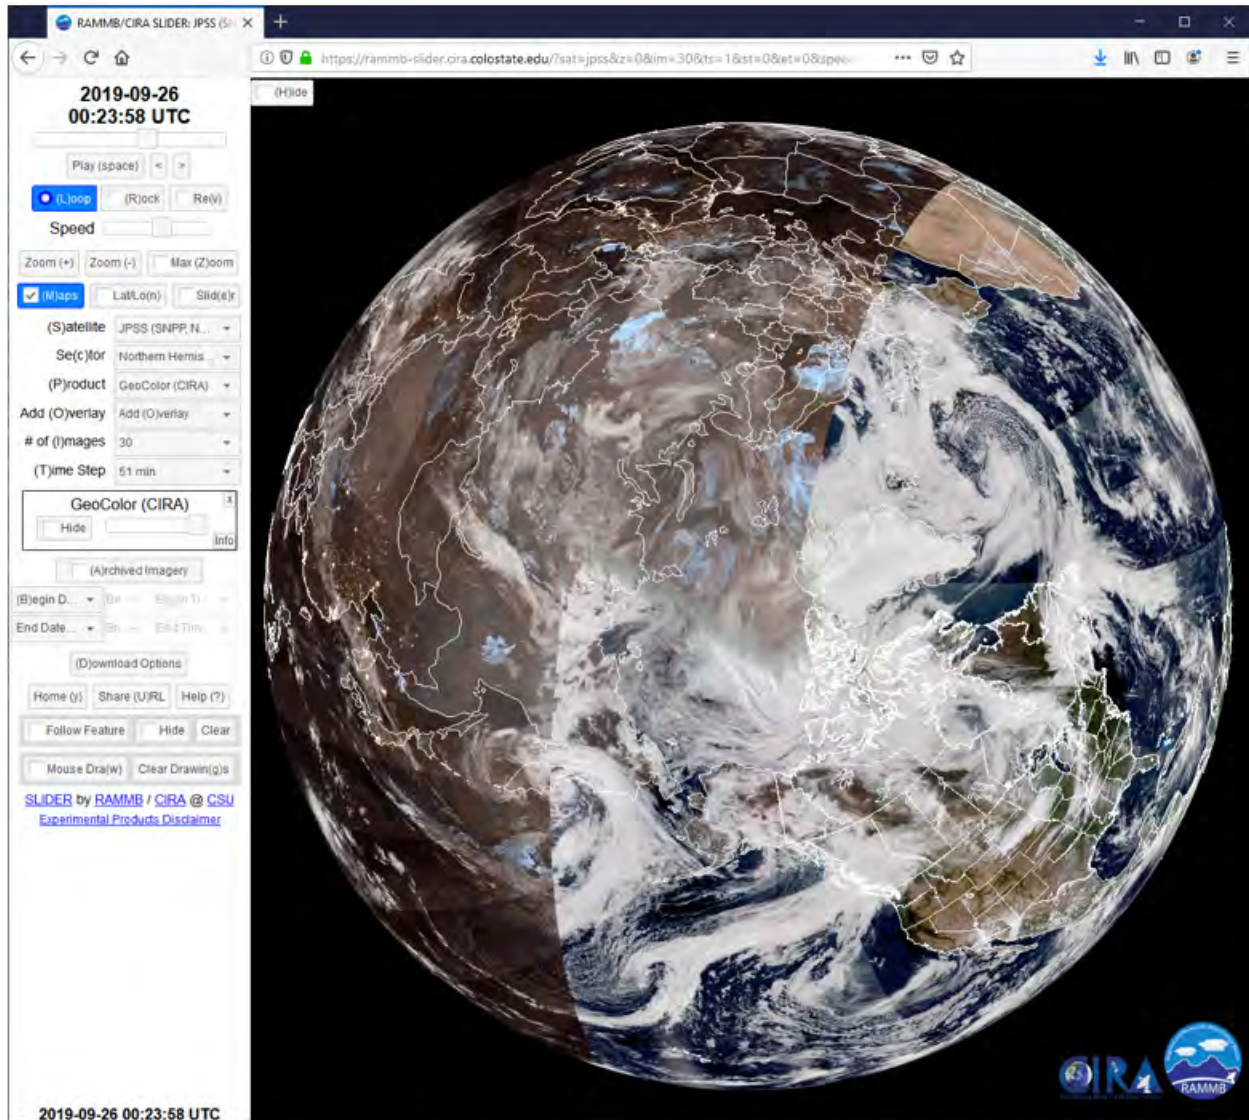 RAMMB/CIRA SLIDER: JPSS (SN
https://rammb-slider.cira.colostate.edu/?sat=jpss&z=0&im=30&ts=1&st=0&et=0&speed
2019-09-26
00:23:58 UTC
(H)ide
Play (space) < >
(L)oop (R)ock Re(v)
Speed
Zoom (+) Zoom (-) Max (Z)oom
(M)aps Lat/Lo(n) Slid(e)r
(S)atellite JPSS (SNPP, N...
Se(c)tor Northern Hemis...
(P)roduct GeoColor (CIRA)
Add (O)verlay Add (O)verlay
# of (I)mages 30
(T)ime Step 51 min
GeoColor (CIRA) x
Hide
Info
(A)rchived Imagery
(B)egin D...
End Date...
(D)ownload Options
Home (y) Share (U)RL Help (?)
Follow Feature Hide Clear
Mouse Dra(w) Clear Drawin(g)s
SLIDER by RAMMB / CIRA @ CSU
Experimental Products Disclaimer
CIRA
RAMMB
2019-09-26 00:23:58 UTC